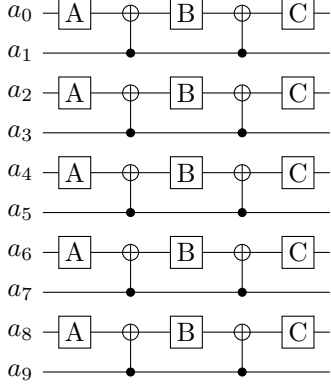 a0 A B C
a1
a2 A B C
a3
a4 A B C
a5
a6 A B C
a7
a8 A B C
a9